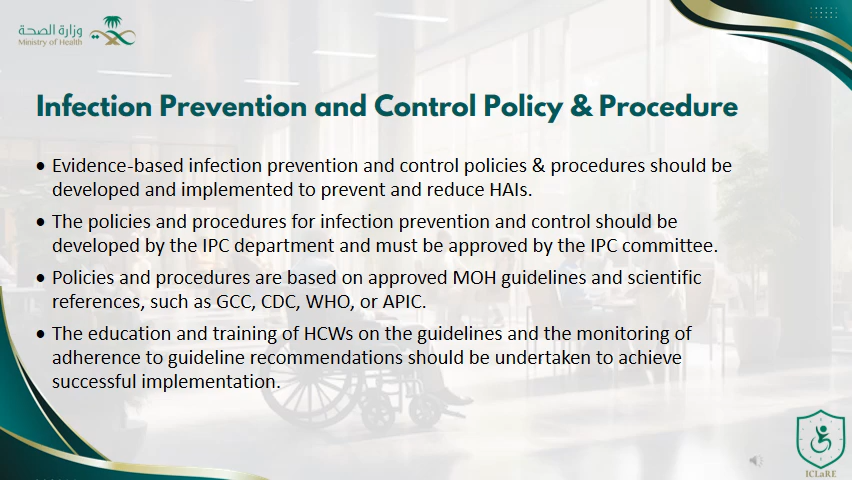 وزارة الصحة
Ministry of Health
Infection Prevention and Control Policy & Procedure
• Evidence-based infection prevention and control policies & procedures should be
developed and implemented to prevent and reduce HAIs.
• The policies and procedures for infection prevention and control should be
developed by the IPC department and must be approved by the IPC committee.
• Policies and procedures are based on approved MOH guidelines and scientific
references, such as GCC, CDC, WHO, or APIC.
• The education and training of HCWs on the guidelines and the monitoring of
adherence to guideline recommendations should be undertaken to achieve
successful implementation.
ICLaRE